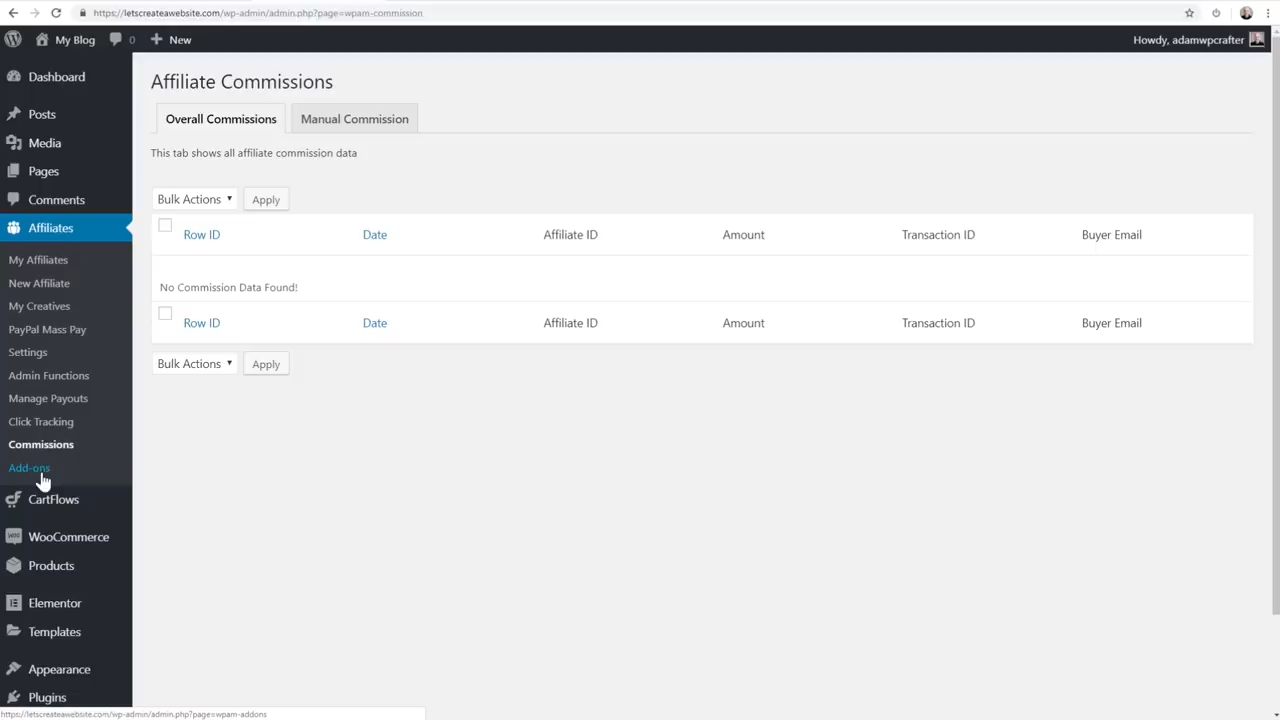 https://letscreateawebsite.com/wp-admin/admin.php?page=wpam-commission
My Blog 0 New Howdy, adamwpcrafter
Dashboard
Posts
Media
Pages
Comments
Affiliates
My Affiliates
New Affiliate
My Creatives
PayPal Mass Pay
Settings
Admin Functions
Manage Payouts
Click Tracking
Commissions
Add-ons
CartFlows
WooCommerce
Products
Elementor
Templates
Appearance
Plugins
Affiliate Commissions
Overall Commissions Manual Commission
This tab shows all affiliate commission data
Bulk Actions Apply
Row ID Date Affiliate ID Amount Transaction ID Buyer Email
No Commission Data Found!
Row ID Date Affiliate ID Amount Transaction ID Buyer Email
Bulk Actions Apply
https://letscreateawebsite.com/wp-admin/admin.php?page=wpam-addons